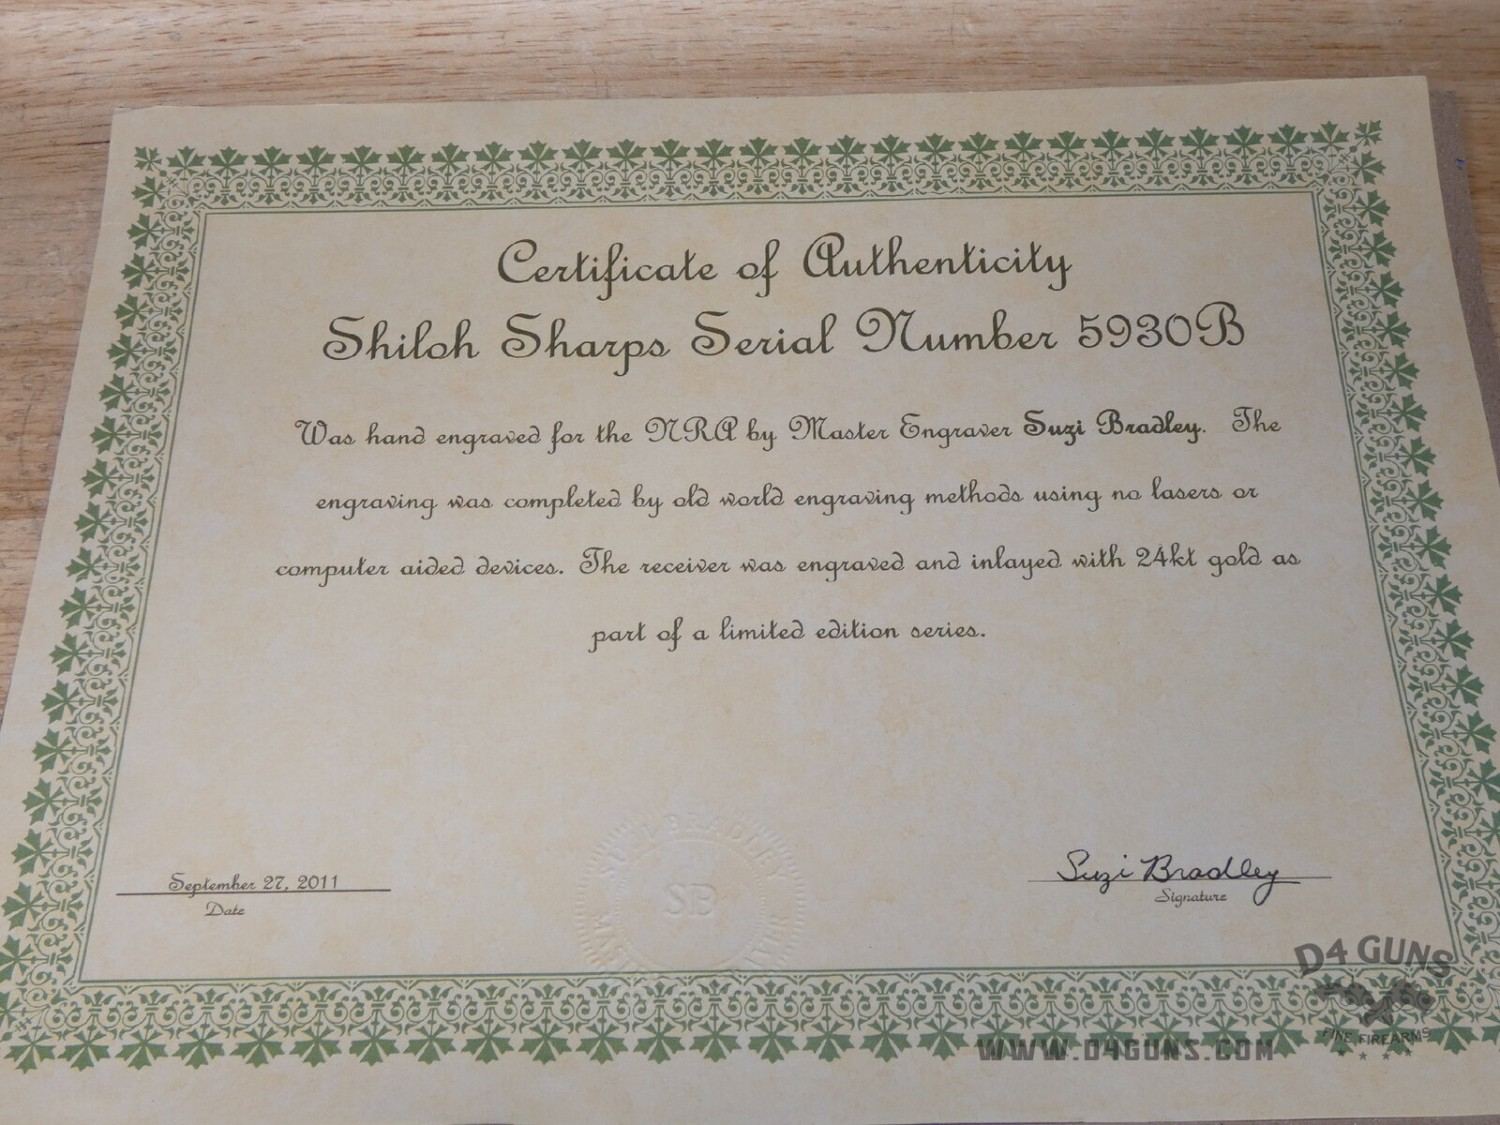 Certificate of Authenticity
Shiloh Sharps Serial Number 5930B
Was hand engraved for the NRA by Master Engraver Suzi Bradley. The
engraving was completed by old world engraving methods using no lasers or
computer aided devices. The receiver was engraved and inlayed with 24kt gold as
part of a limited edition series.
SUZI BRADLEY
SB
September 27, 2011
Date
Suzi Bradley
Signature
D4 GUNS
FINE FIREARMS
WWW.D4GUNS.COM